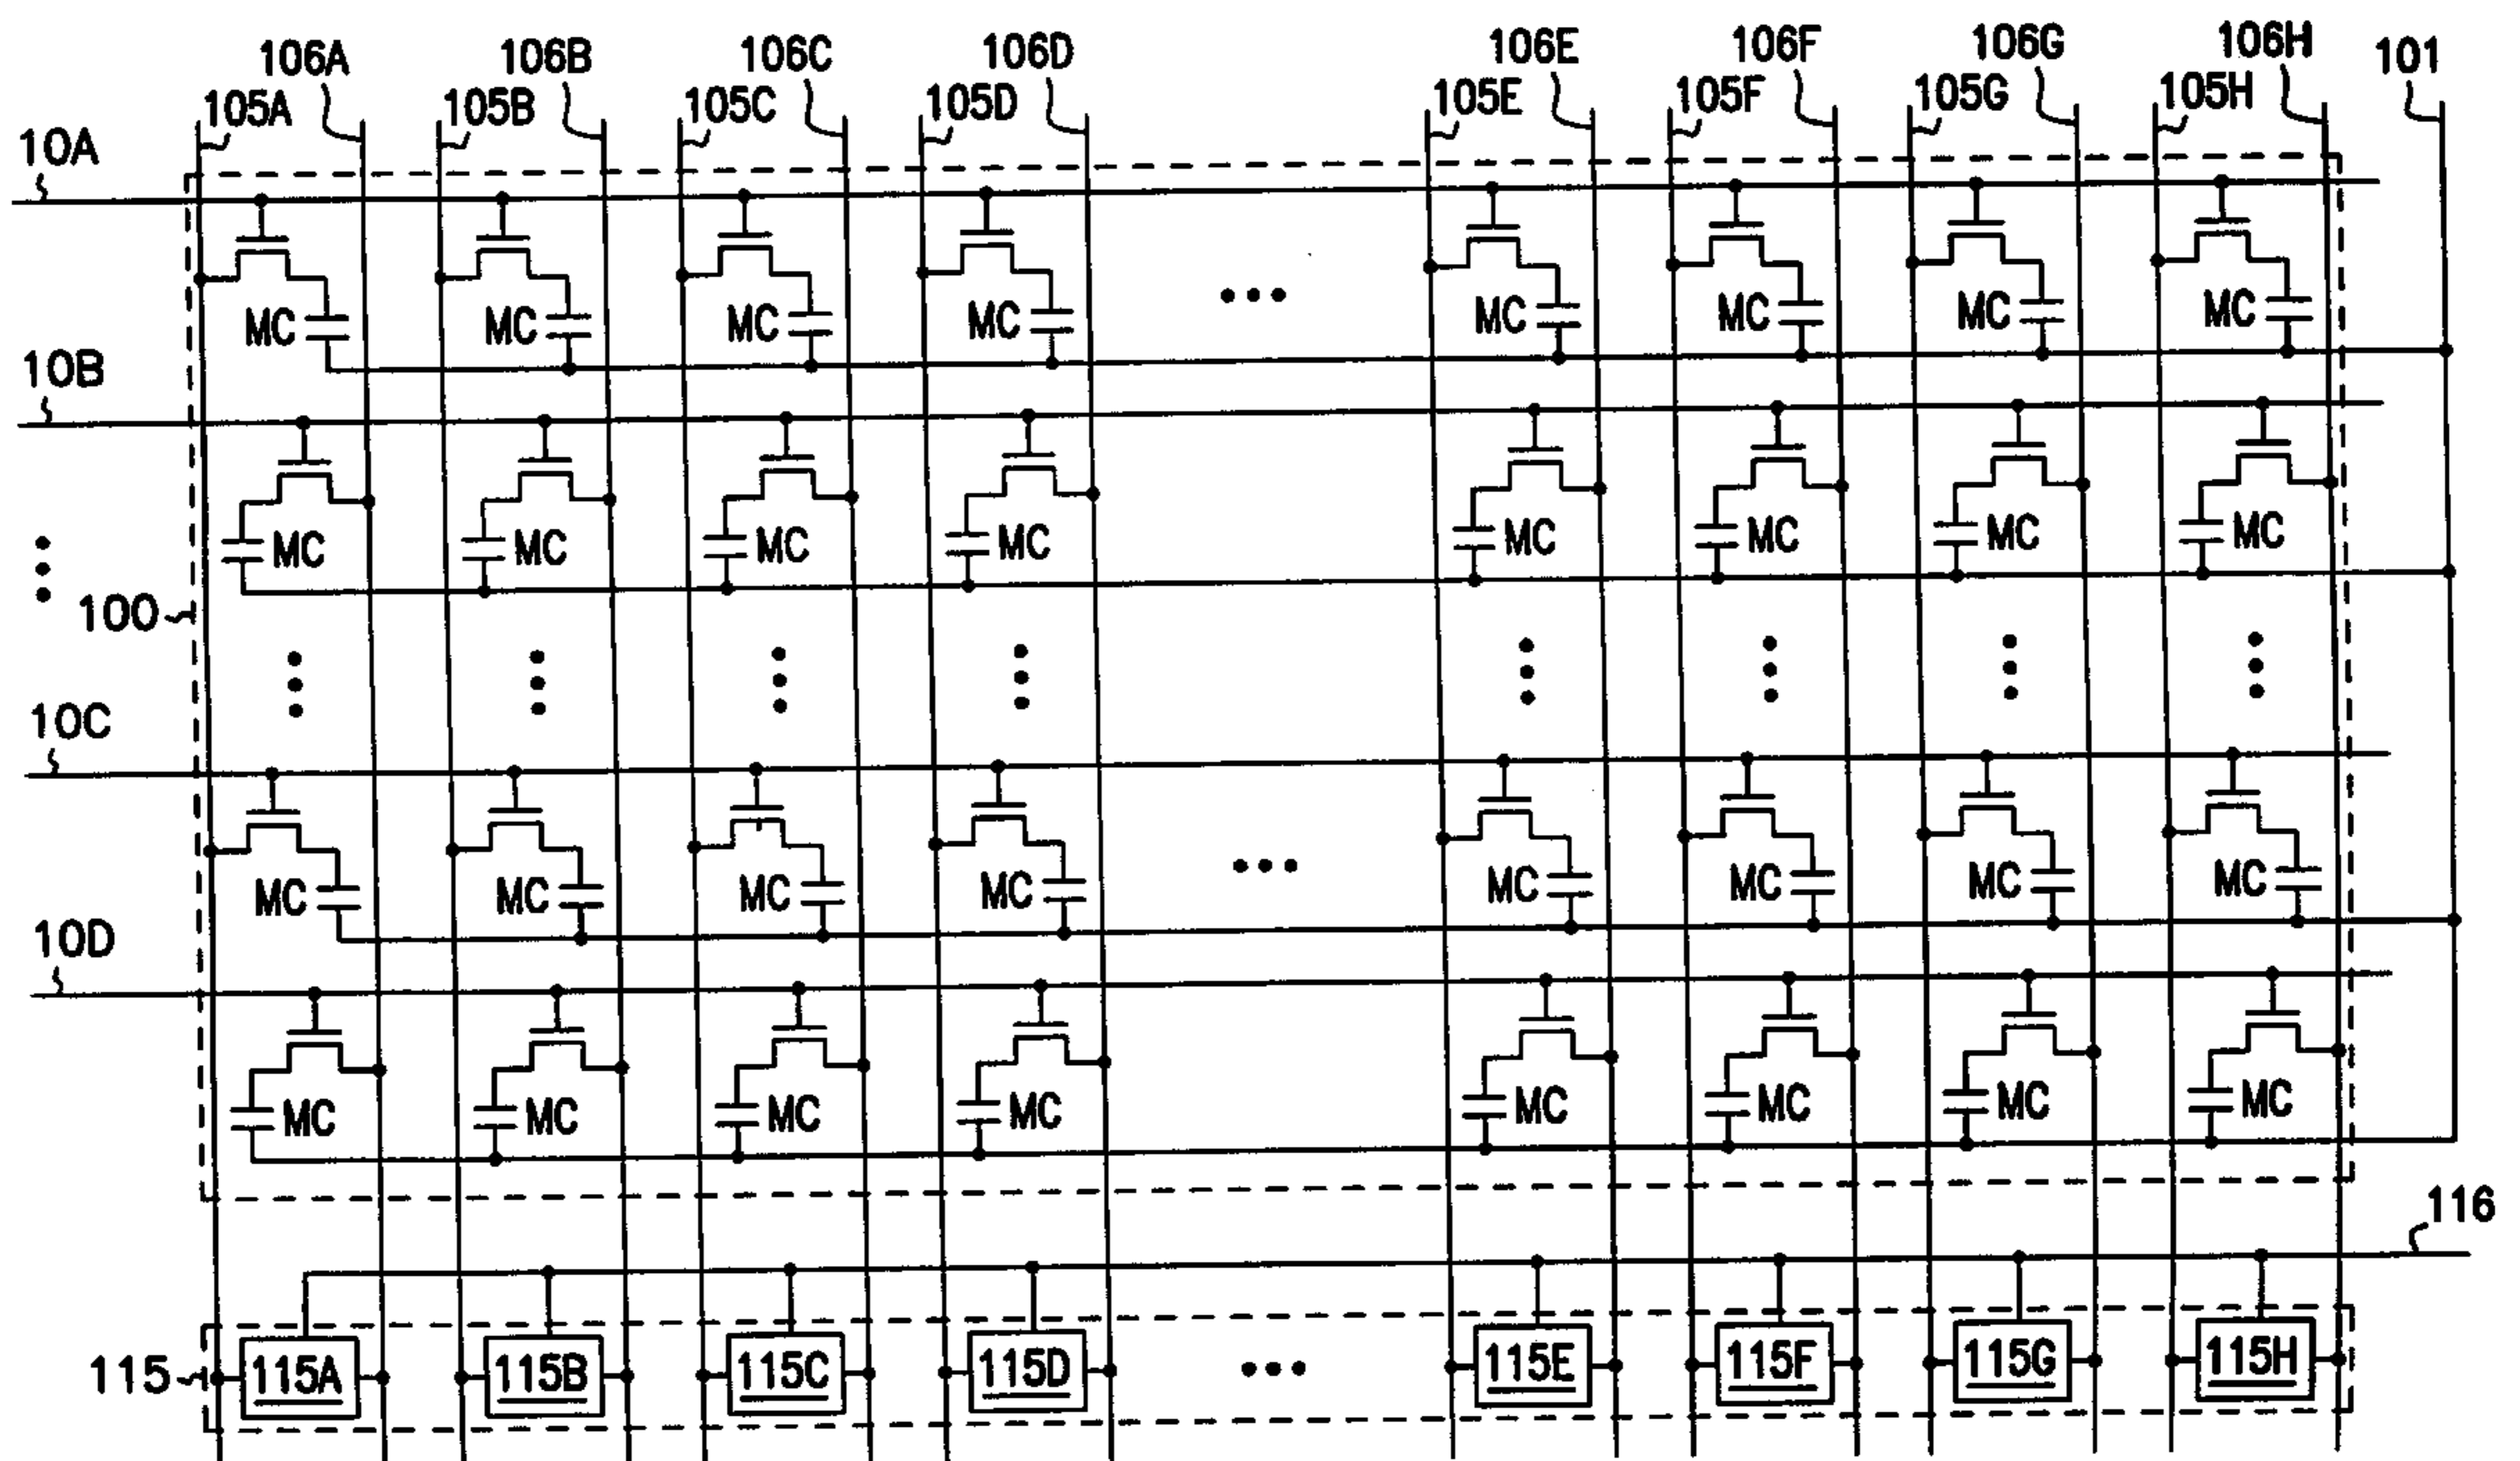 106A 106B 106C 106D 106E 106F 106G 106H 101
105A 105B 105C 105D 105E 105F 105G 105H
10A
MC MC MC MC ••• MC MC MC MC
10B
MC MC MC MC MC MC MC MC
100
10C
MC MC MC MC ••• MC MC MC MC
10D
MC MC MC MC MC MC MC MC
116
115 115A 115B 115C 115D ••• 115E 115F 115G 115H